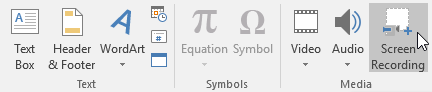 Text Box
Header & Footer
WordArt
Equation
Symbol
Video
Audio
Screen Recording
Text
Symbols
Media